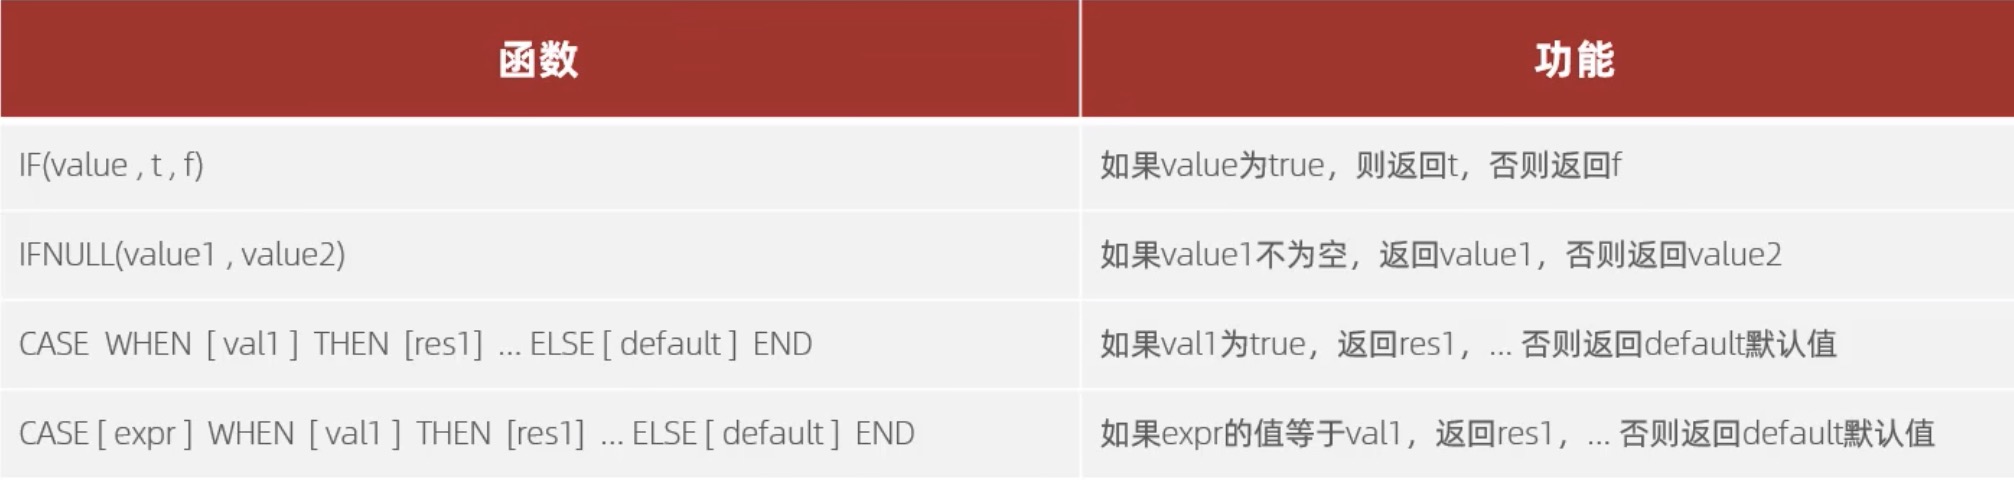 函数
功能
IF(value , t , f)
如果value为true，则返回t，否则返回f
IFNULL(value1 , value2)
如果value1不为空，返回value1，否则返回value2
CASE WHEN [ val1 ] THEN [res1] ... ELSE [ default ] END
如果val1为true，返回res1，... 否则返回default默认值
CASE [ expr ] WHEN [ val1 ] THEN [res1] ... ELSE [ default ] END
如果expr的值等于val1，返回res1，... 否则返回default默认值